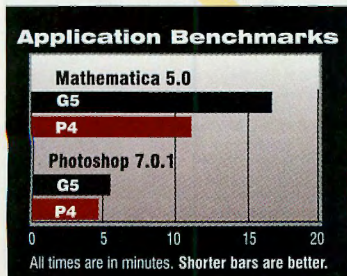 Application Benchmarks
Mathematica 5.0
G5
P4
Photoshop 7.0.1
G5
P4
0 5 10 15 20
All times are in minutes. Shorter bars are better.